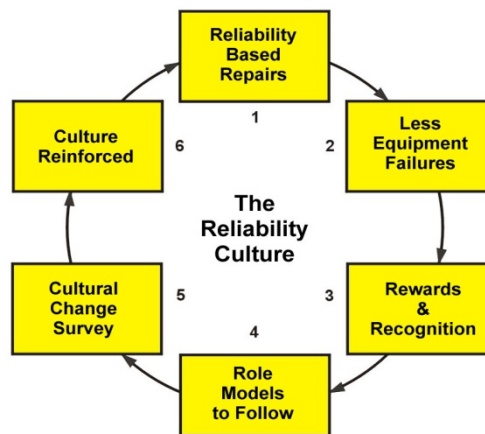 Reliability
Based
Repairs
1
Less
Equipment
Failures
2
Rewards
&
Recognition
3
Role
Models
to Follow
4
Cultural
Change
Survey
5
Culture
Reinforced
6
The
Reliability
Culture